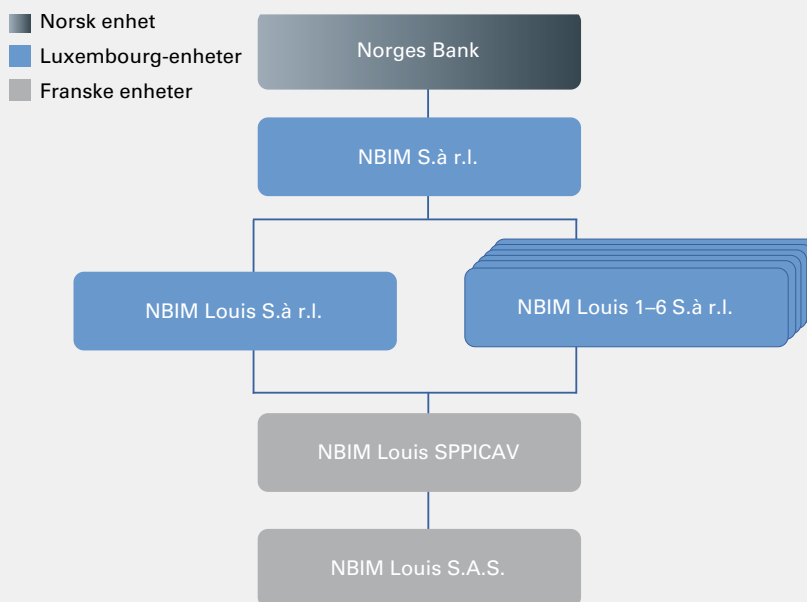 Norsk enhet
Luxembourg-enheter
Franske enheter
Norges Bank
NBIM S.à r.l.
NBIM Louis S.à r.l.
NBIM Louis 1–6 S.à r.l.
NBIM Louis SPPICAV
NBIM Louis S.A.S.